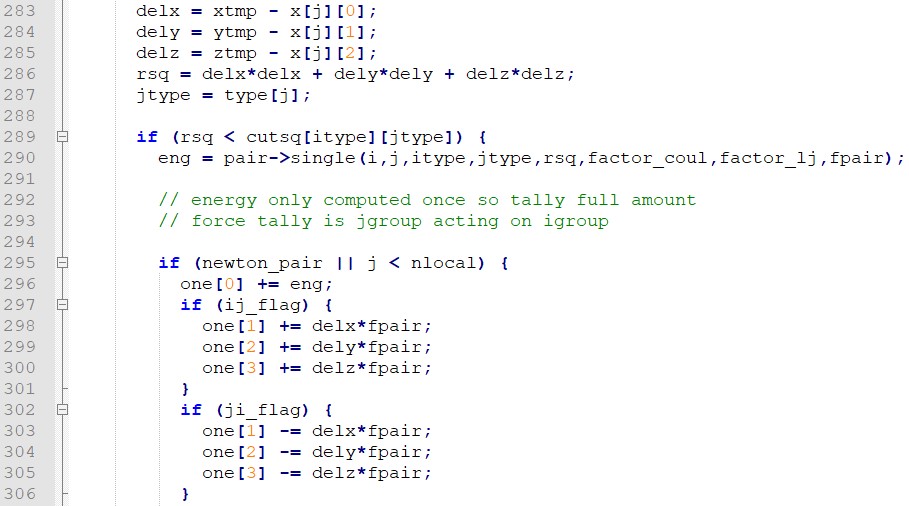 283 delx = xtmp - x[j][0];
284 dely = ytmp - x[j][1];
285 delz = ztmp - x[j][2];
286 rsq = delx*delx + dely*dely + delz*delz;
287 jtype = type[j];
288
289 if (rsq < cutsq[itype][jtype]) {
290 eng = pair->single(i,j,itype,jtype,rsq,factor_coul,factor_lj,fpair);
291
292 // energy only computed once so tally full amount
293 // force tally is jgroup acting on igroup
294
295 if (newton_pair || j < nlocal) {
296 one[0] += eng;
297 if (ij_flag) {
298 one[1] += delx*fpair;
299 one[2] += dely*fpair;
300 one[3] += delz*fpair;
301 }
302 if (ji_flag) {
303 one[1] -= delx*fpair;
304 one[2] -= dely*fpair;
305 one[3] -= delz*fpair;
306 }